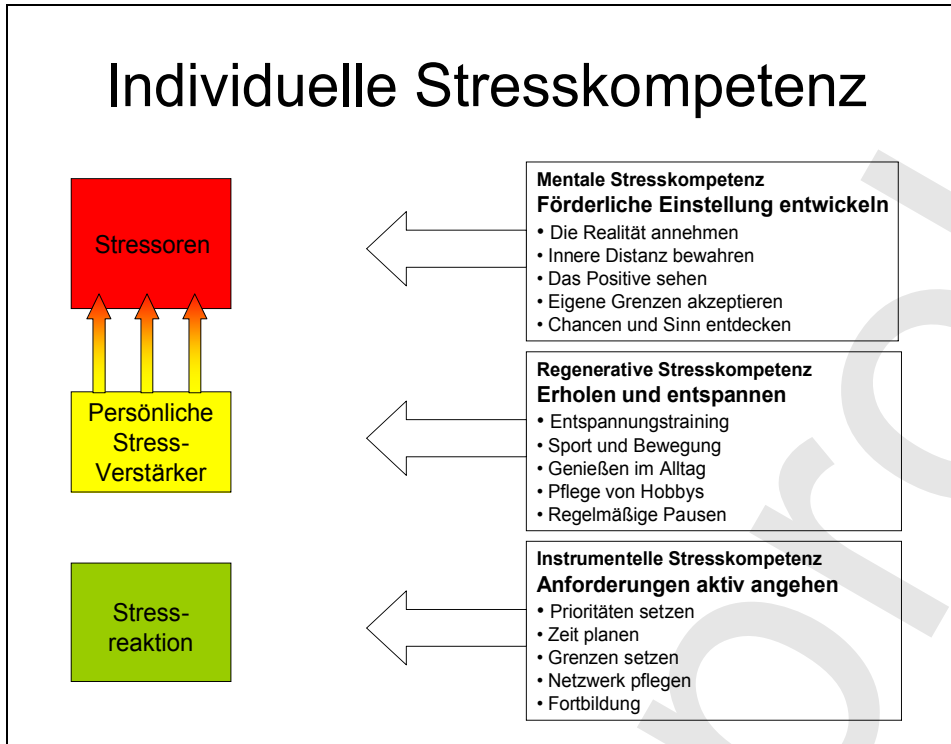 Individuelle Stresskompetenz
Stressoren
Persönliche
Stress-
Verstärker
Stress-
reaktion
Mentale Stresskompetenz
Förderliche Einstellung entwickeln
• Die Realität annehmen
• Innere Distanz bewahren
• Das Positive sehen
• Eigene Grenzen akzeptieren
• Chancen und Sinn entdecken
Regenerative Stresskompetenz
Erholen und entspannen
• Entspannungstraining
• Sport und Bewegung
• Genießen im Alltag
• Pflege von Hobbys
• Regelmäßige Pausen
Instrumentelle Stresskompetenz
Anforderungen aktiv angehen
• Prioritäten setzen
• Zeit planen
• Grenzen setzen
• Netzwerk pflegen
• Fortbildung